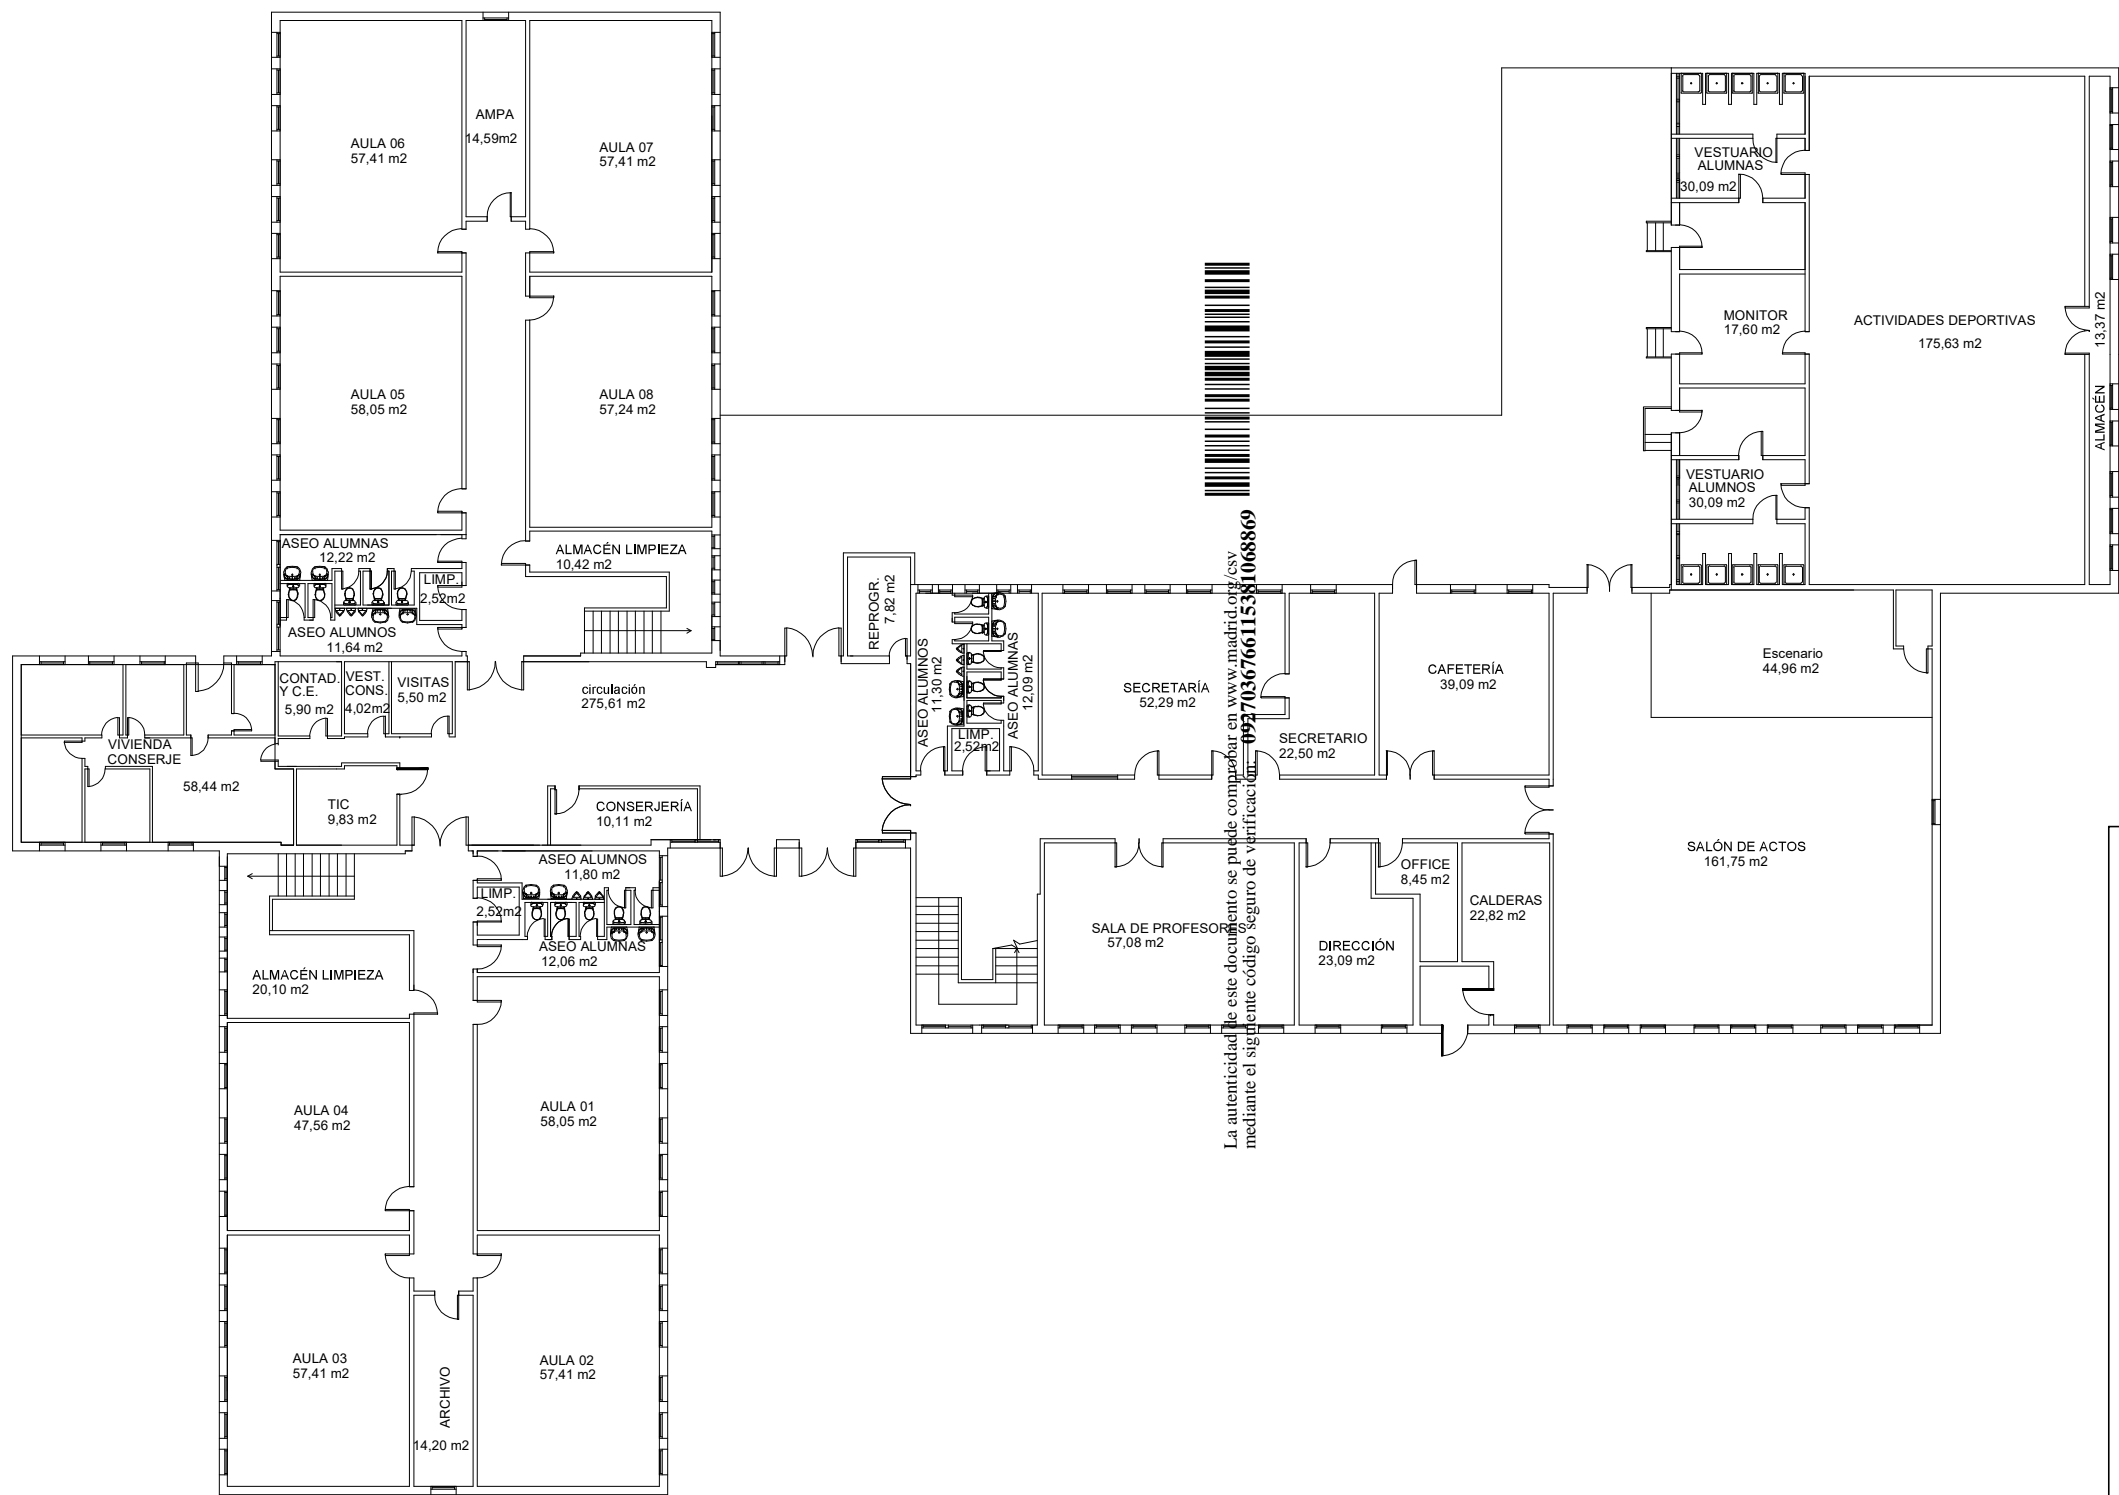 AMPA
14,59m2
AULA 06
57,41 m2
AULA 07
57,41 m2
AULA 05
58,05 m2
AULA 08
57,24 m2
ASEO ALUMNAS
12,22 m2
LIMP.
2,52m2
ALMACÉN LIMPIEZA
10,42 m2
ASEO ALUMNOS
11,64 m2
CONTAD.
Y C.E.
5,90 m2
VEST.
CONS.
4,02m2
VISITAS
5,50 m2
circulación
275,61 m2
REPROGR.
7,82 m2
VIVIENDA
CONSERJE
58,44 m2
TIC
9,83 m2
CONSERJERÍA
10,11 m2
ASEO ALUMNOS
11,30 m2
LIMP.
2,52m2
ASEO ALUMNAS
12,09 m2
SECRETARÍA
52,29 m2
SECRETARIO
22,50 m2
CAFETERÍA
39,09 m2
Escenario
44,96 m2
SALÓN DE ACTOS
161,75 m2
VESTUARIO
ALUMNAS
30,09 m2
MONITOR
17,60 m2
VESTUARIO
ALUMNOS
30,09 m2
ACTIVIDADES DEPORTIVAS
175,63 m2
ALMACÉN
13,37 m2
ASEO ALUMNOS
11,80 m2
LIMP.
2,52m2
ASEO ALUMNAS
12,06 m2
ALMACÉN LIMPIEZA
20,10 m2
SALA DE PROFESORES
57,08 m2
DIRECCIÓN
23,09 m2
OFFICE
8,45 m2
CALDERAS
22,82 m2
AULA 04
47,56 m2
AULA 01
58,05 m2
AULA 03
57,41 m2
AULA 02
57,41 m2
ARCHIVO
14,20 m2
La autenticidad de este documento se puede comprobar en www.madrid.org/csv
mediante el siguiente código seguro de verificación: 0927036766115381068869